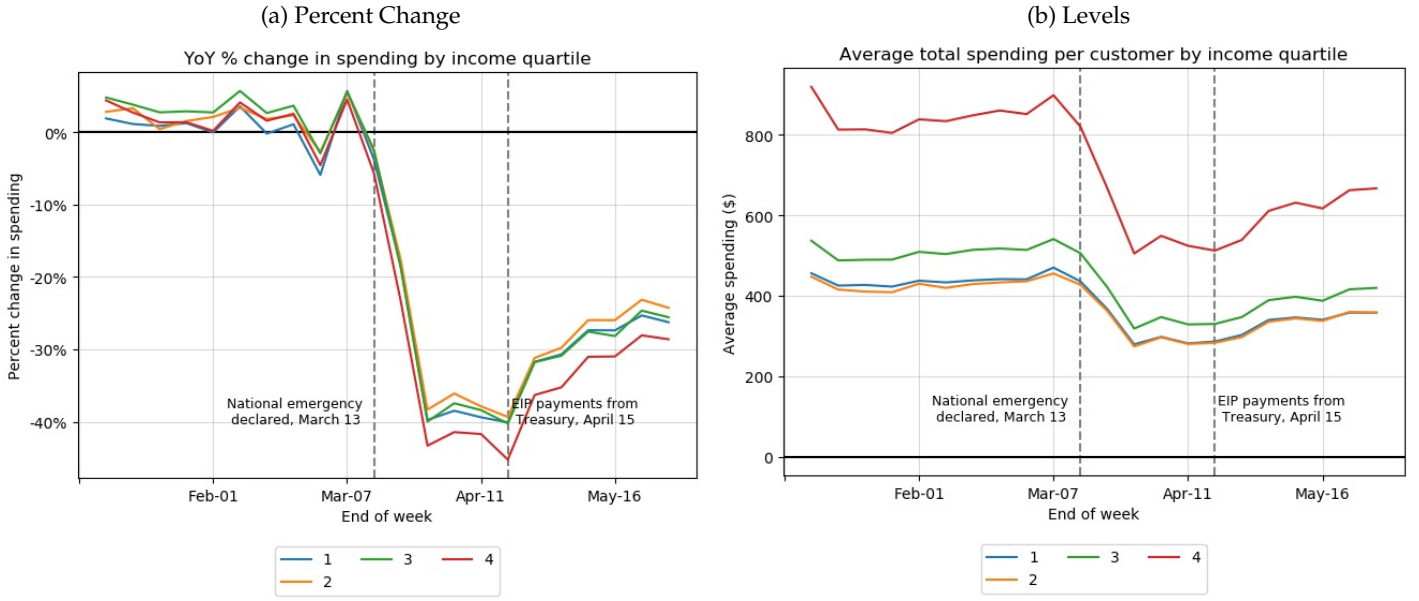 (a) Percent Change
YoY % change in spending by income quartile
Percent change in spending
0%
-10%
-20%
-30%
-40%
National emergency
declared, March 13
EIP payments from
Treasury, April 15
Feb-01
Mar-07
Apr-11
May-16
End of week
1
3
4
2
(b) Levels
Average total spending per customer by income quartile
Average spending ($)
800
600
400
200
0
National emergency
declared, March 13
EIP payments from
Treasury, April 15
Feb-01
Mar-07
Apr-11
May-16
End of week
1
3
4
2